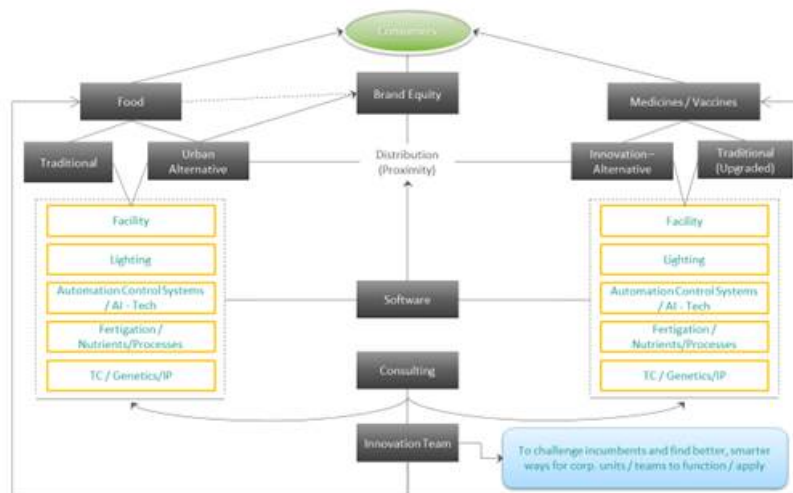 Consumers
Food
Brand Equity
Medicines / Vaccines
Traditional
Urban
Alternative
Distribution
(Proximity)
Innovation–
Alternative
Traditional
(Upgraded)
Facility
Lighting
Automation Control Systems
/ AI - Tech
Fertigation /
Nutrients/Processes
TC / Genetics/IP
Software
Facility
Lighting
Automation Control Systems
/ AI - Tech
Fertigation /
Nutrients/Processes
TC / Genetics/IP
Consulting
Innovation Team
To challenge incumbents and find better, smarter
ways for corp. units / teams to function / apply